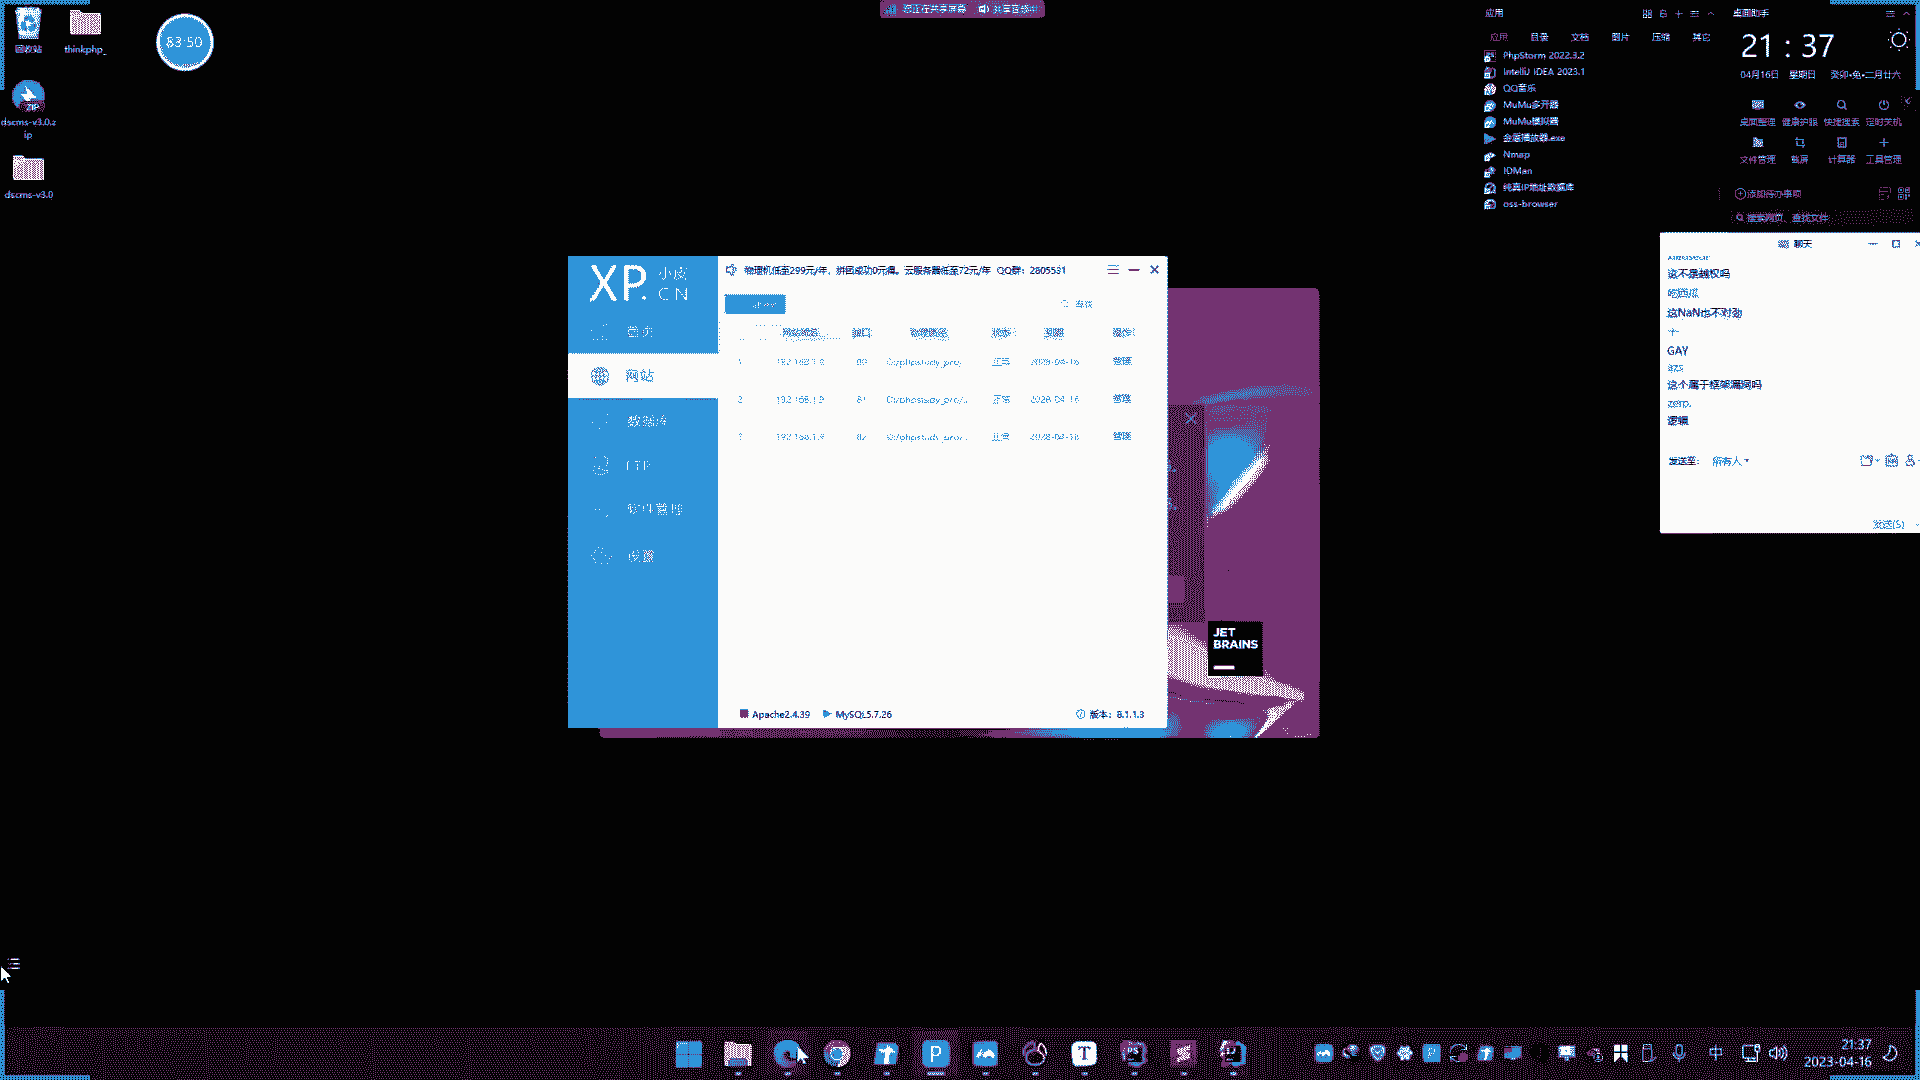 您正在共享屏幕 共享音频中
回收站
thinkphp_
83:50
ZIP
dscms-v3.0.z
ip
dscms-v3.0
应用
应用 目录 文档 图片 压缩 其它
PhpStorm 2022.3.2
IntelliJ IDEA 2023.1
QQ音乐
MuMu多开器
MuMu模拟器
金盾播放器.exe
Nmap
IDMan
纯真IP地址数据库
oss-browser
桌面助手
21 : 37
04月16日 星期日 癸卯•兔•二月廿六
桌面整理 健康护眼 快捷搜索 定时关机
文件管理 截屏 计算器 工具管理
添加待办事项
搜索网页、查找文件
聊天
这不是越权吗
吃西瓜
这NaN也不对劲
GAY
azs
这个属于框架漏洞吗
zerp.
逻辑
发送至: 所有人
发送(S)
XP. 小皮
CN
物理机低至299元/年，拼团成功0元得。云服务器低至72元/年 QQ群：2805531
首页
网站
数据库
FTP
软件管理
设置
查找
网站域名 端口 物理路径 状态 到期 操作
正常 2028-04-16 管理
2 192.168.1.9 81 D:/phpstudy_pro/... 正常 2028-04-16 管理
192.168.1.9 82 D:/phpstudy_pro/... 正常 2028-04-16 管理
Apache2.4.39 MySQL5.7.26
版本：8.1.1.3
JET
BRAINS
中
21:37
2023-04-16